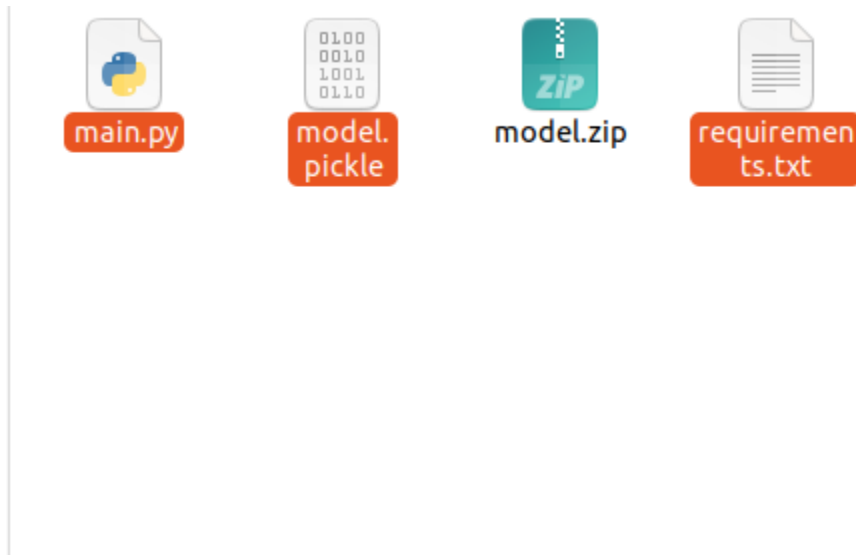 0100
0010
1001
0110
ZiP
main.py
model.
pickle
model.zip
requiremen
ts.txt